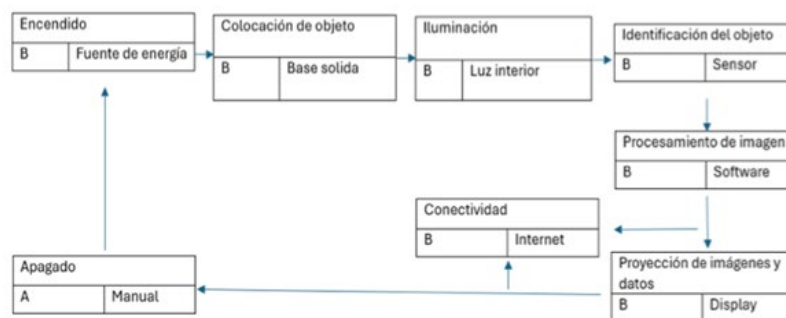 Encendido
B Fuente de energía
Colocación de objeto
B Base solida
Iluminación
B Luz interior
Identificación del objeto
B Sensor
Procesamiento de imagen
B Software
Conectividad
B Internet
Proyección de imágenes y
datos
B Display
Apagado
A Manual